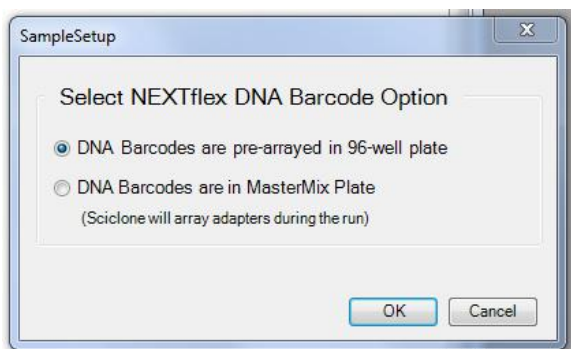 SampleSetup
Select NEXTflex DNA Barcode Option
DNA Barcodes are pre-arrayed in 96-well plate
DNA Barcodes are in MasterMix Plate
(Sciclone will array adapters during the run)
OK Cancel